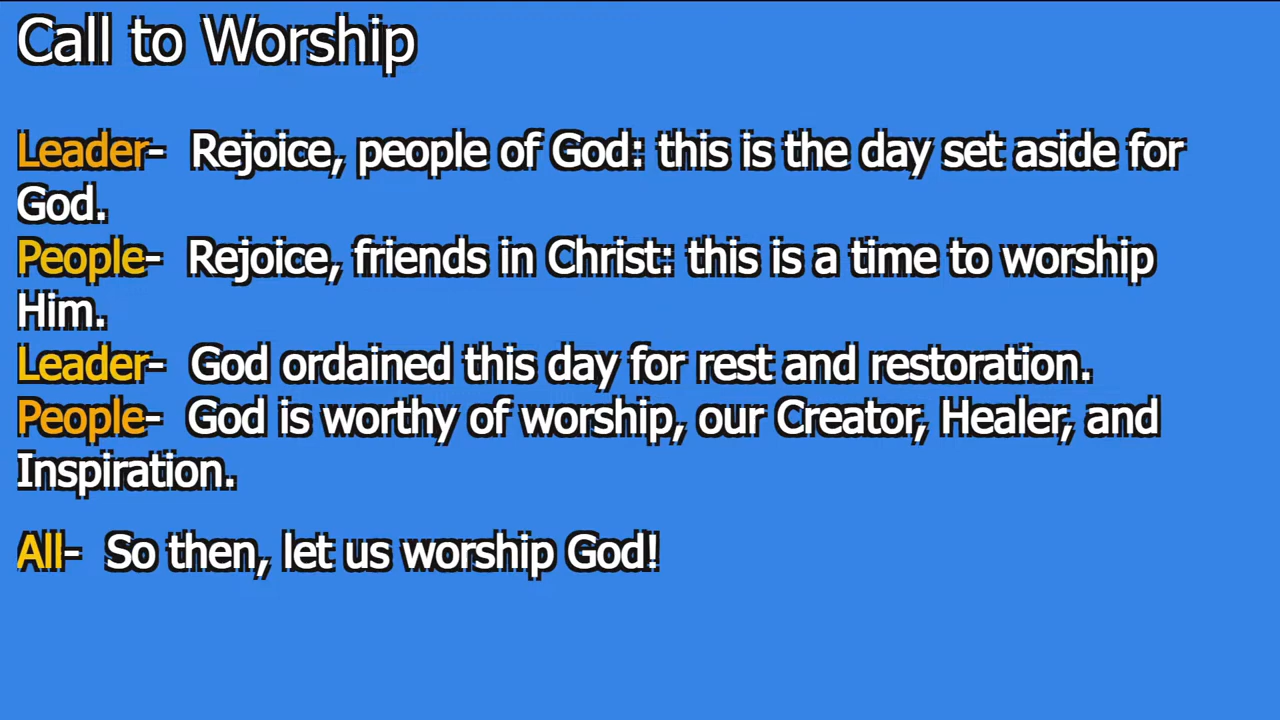 Call to Worship
Leader-  Rejoice, people of God: this is the day set aside for
God.
People-  Rejoice, friends in Christ: this is a time to worship
Him.
Leader-  God ordained this day for rest and restoration.
People-  God is worthy of worship, our Creator, Healer, and
Inspiration.
All-  So then, let us worship God!